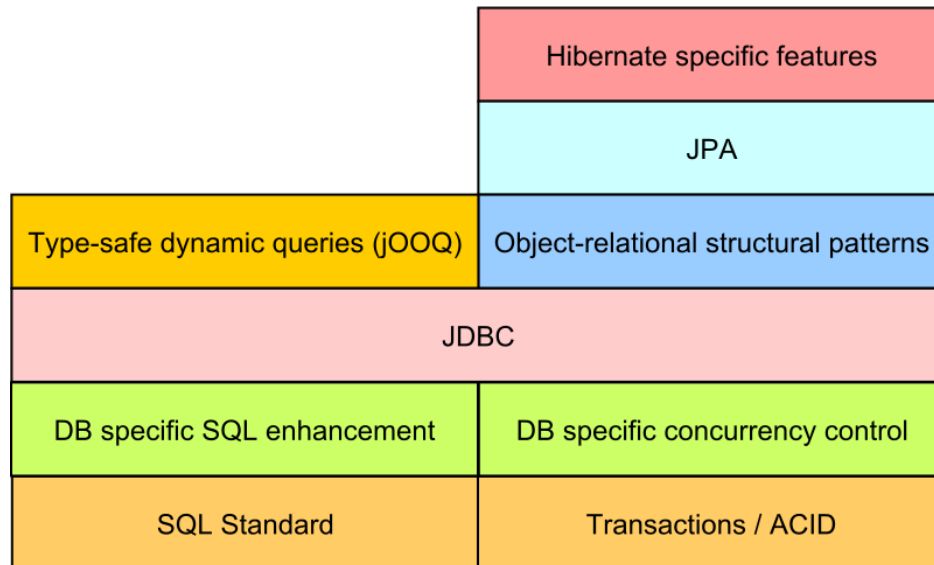 Hibernate specific features
JPA
Type-safe dynamic queries (jOOQ)
Object-relational structural patterns
JDBC
DB specific SQL enhancement
DB specific concurrency control
SQL Standard
Transactions / ACID